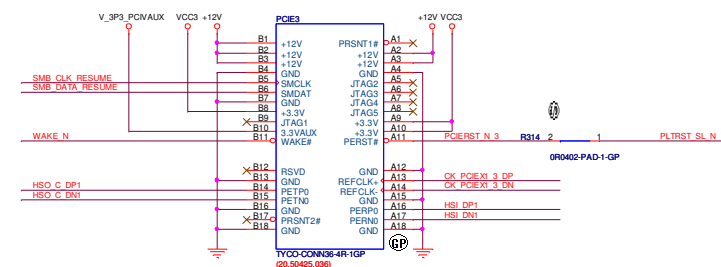 V_3P3_PCIVAUX VCC3 +12V PCIE3 +12V VCC3
B1 +12V PRSNT1# A1
B2 +12V +12V A2
B3 +12V +12V A3
B4 GND GND A4
SMB_CLK_RESUME B5 SMCLK JTAG2 A5
SMB_DATA_RESUME B6 SMDAT JTAG3 A6
B7 GND JTAG4 A7
B8 +3.3V JTAG5 A8
B9 JTAG1 +3.3V A9
B10 3.3VAUX +3.3V A10
WAKE_N B11 WAKE# PERST# A11 PCIERST_N_3 R314 2 1 PLTRST_SL_N
0R0402-PAD-1-GP
B12 RSVD GND A12
B13 GND REFCLK+ A13 CK_PCIEX1_3_DP
HSO_C_DP1 B14 PETP0 REFCLK- A14 CK_PCIEX1_3_DN
HSO_C_DN1 B15 PETN0 GND A15
B16 GND PERP0 A16 HSI_DP1
B17 PRSNT2# PERN0 A17 HSI_DN1
B18 GND GND A18
GP
TYCO-CONN36-4R-1GP
(20.50425.036)